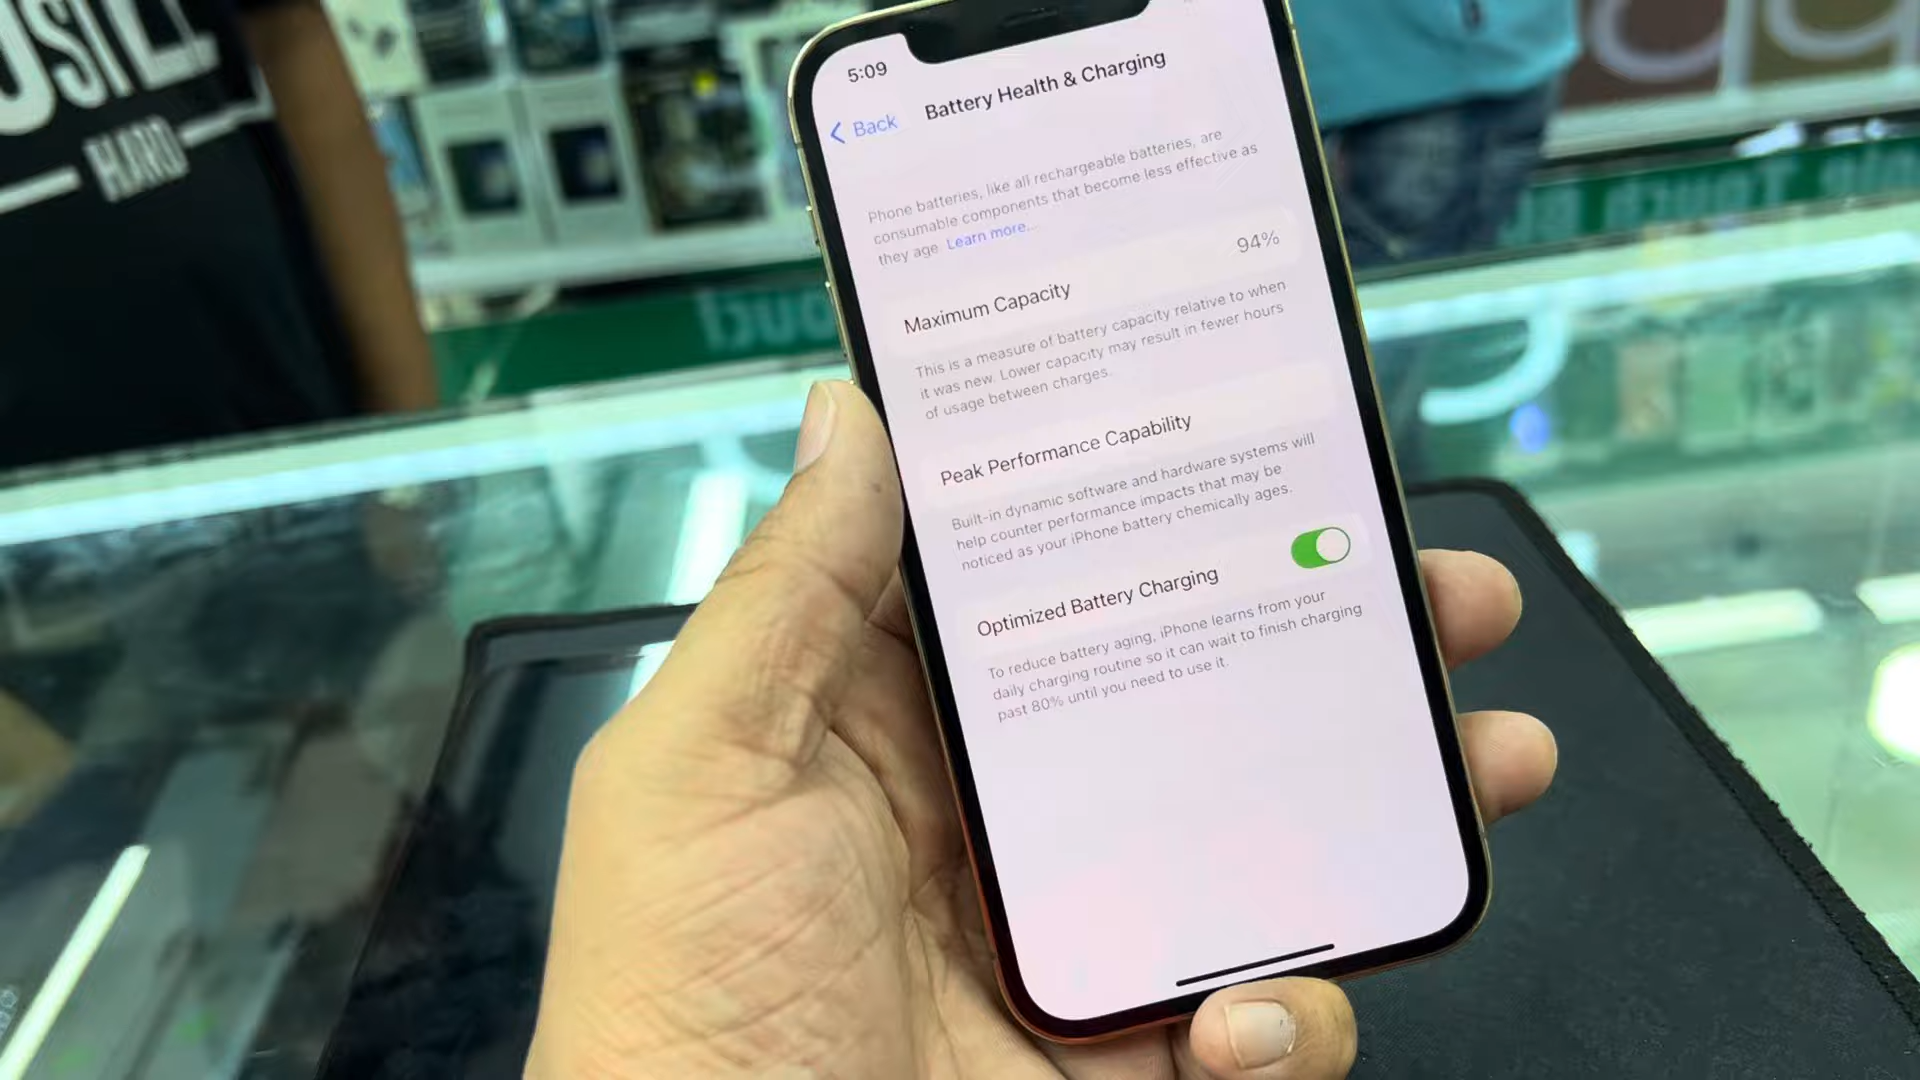 HARD
5:09
Back
Battery Health & Charging
Phone batteries, like all rechargeable batteries, are
consumable components that become less effective as
they age. Learn more...
Maximum Capacity 94%
This is a measure of battery capacity relative to when
it was new. Lower capacity may result in fewer hours
of usage between charges.
Peak Performance Capability
Built-in dynamic software and hardware systems will
help counter performance impacts that may be
noticed as your iPhone battery chemically ages.
Optimized Battery Charging
To reduce battery aging, iPhone learns from your
daily charging routine so it can wait to finish charging
past 80% until you need to use it.